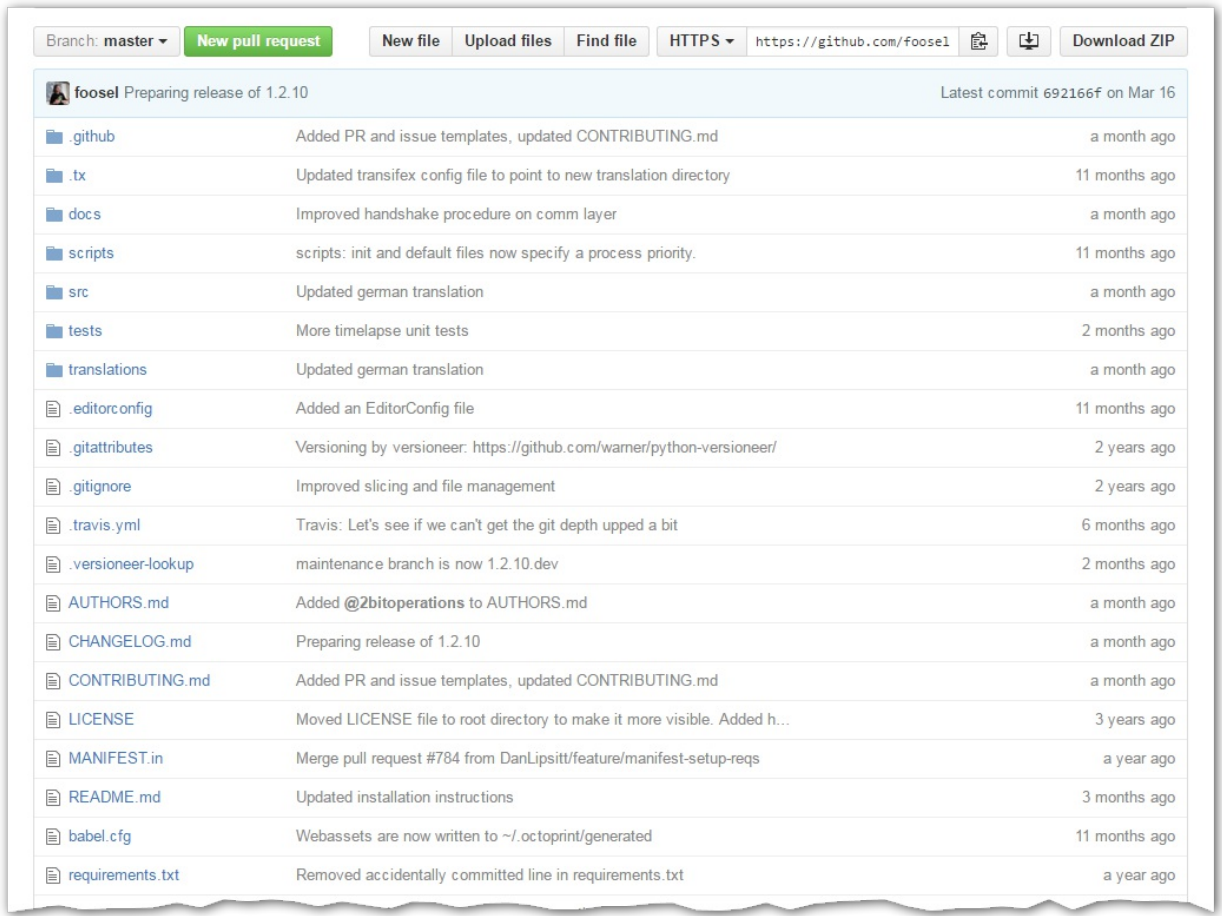 Branch: master New pull request New file Upload files Find file HTTPS https://github.com/foosel Download ZIP
foosel Preparing release of 1.2.10 Latest commit 692166f on Mar 16
.github Added PR and issue templates, updated CONTRIBUTING.md a month ago
.tx Updated transifex config file to point to new translation directory 11 months ago
docs Improved handshake procedure on comm layer a month ago
scripts scripts: init and default files now specify a process priority. 11 months ago
src Updated german translation a month ago
tests More timelapse unit tests 2 months ago
translations Updated german translation a month ago
.editorconfig Added an EditorConfig file 11 months ago
.gitattributes Versioning by versioneer: https://github.com/warner/python-versioneer/ 2 years ago
.gitignore Improved slicing and file management 2 years ago
.travis.yml Travis: Let's see if we can't get the git depth upped a bit 6 months ago
.versioneer-lookup maintenance branch is now 1.2.10.dev 2 months ago
AUTHORS.md Added @2bitoperations to AUTHORS.md a month ago
CHANGELOG.md Preparing release of 1.2.10 a month ago
CONTRIBUTING.md Added PR and issue templates, updated CONTRIBUTING.md a month ago
LICENSE Moved LICENSE file to root directory to make it more visible. Added h... 3 years ago
MANIFEST.in Merge pull request #784 from DanLipsitt/feature/manifest-setup-reqs a year ago
README.md Updated installation instructions 3 months ago
babel.cfg Webassets are now written to ~/.octoprint/generated 11 months ago
requirements.txt Removed accidentally committed line in requirements.txt a year ago